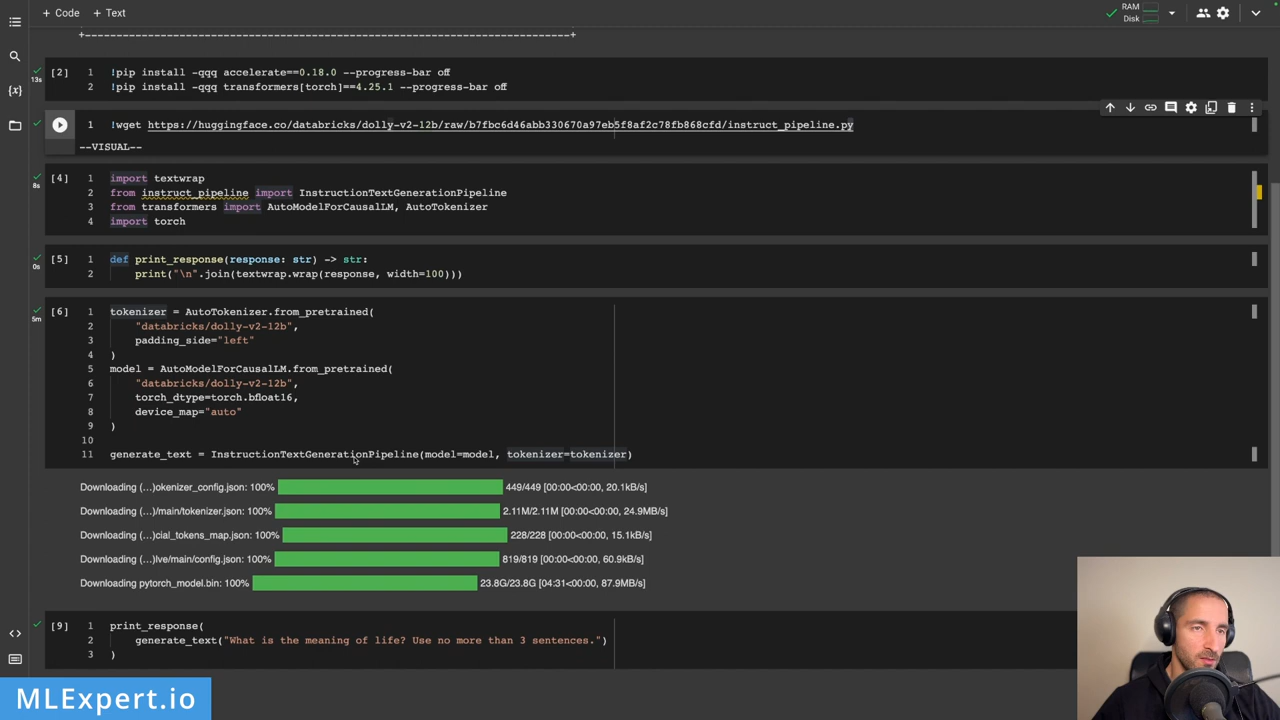 + Code + Text
RAM
Disk
+-----------------------------------------------------------------------------+
[2] 1 !pip install -qqq accelerate==0.18.0 --progress-bar off
13s
2 !pip install -qqq transformers[torch]==4.25.1 --progress-bar off
1 !wget https://huggingface.co/databricks/dolly-v2-12b/raw/b7fbc6d46abb330670a97eb5f8af2c78fb868cfd/instruct_pipeline.py
--VISUAL--
[4] 1 import textwrap
8s
2 from instruct_pipeline import InstructionTextGenerationPipeline
3 from transformers import AutoModelForCausalLM, AutoTokenizer
4 import torch
[5] 1 def print_response(response: str) -> str:
0s
2 print("\n".join(textwrap.wrap(response, width=100)))
[6] 1 tokenizer = AutoTokenizer.from_pretrained(
5m
2 "databricks/dolly-v2-12b",
3 padding_side="left"
4 )
5 model = AutoModelForCausalLM.from_pretrained(
6 "databricks/dolly-v2-12b",
7 torch_dtype=torch.bfloat16,
8 device_map="auto"
9 )
10
11 generate_text = InstructionTextGenerationPipeline(model=model, tokenizer=tokenizer)
Downloading (…)okenizer_config.json: 100% 449/449 [00:00<00:00, 20.1kB/s]
Downloading (…)/main/tokenizer.json: 100% 2.11M/2.11M [00:00<00:00, 24.9MB/s]
Downloading (…)cial_tokens_map.json: 100% 228/228 [00:00<00:00, 15.1kB/s]
Downloading (…)lve/main/config.json: 100% 819/819 [00:00<00:00, 60.9kB/s]
Downloading pytorch_model.bin: 100% 23.8G/23.8G [04:31<00:00, 87.9MB/s]
[9] 1 print_response(
2 generate_text("What is the meaning of life? Use no more than 3 sentences.")
3 )
MLExpert.io